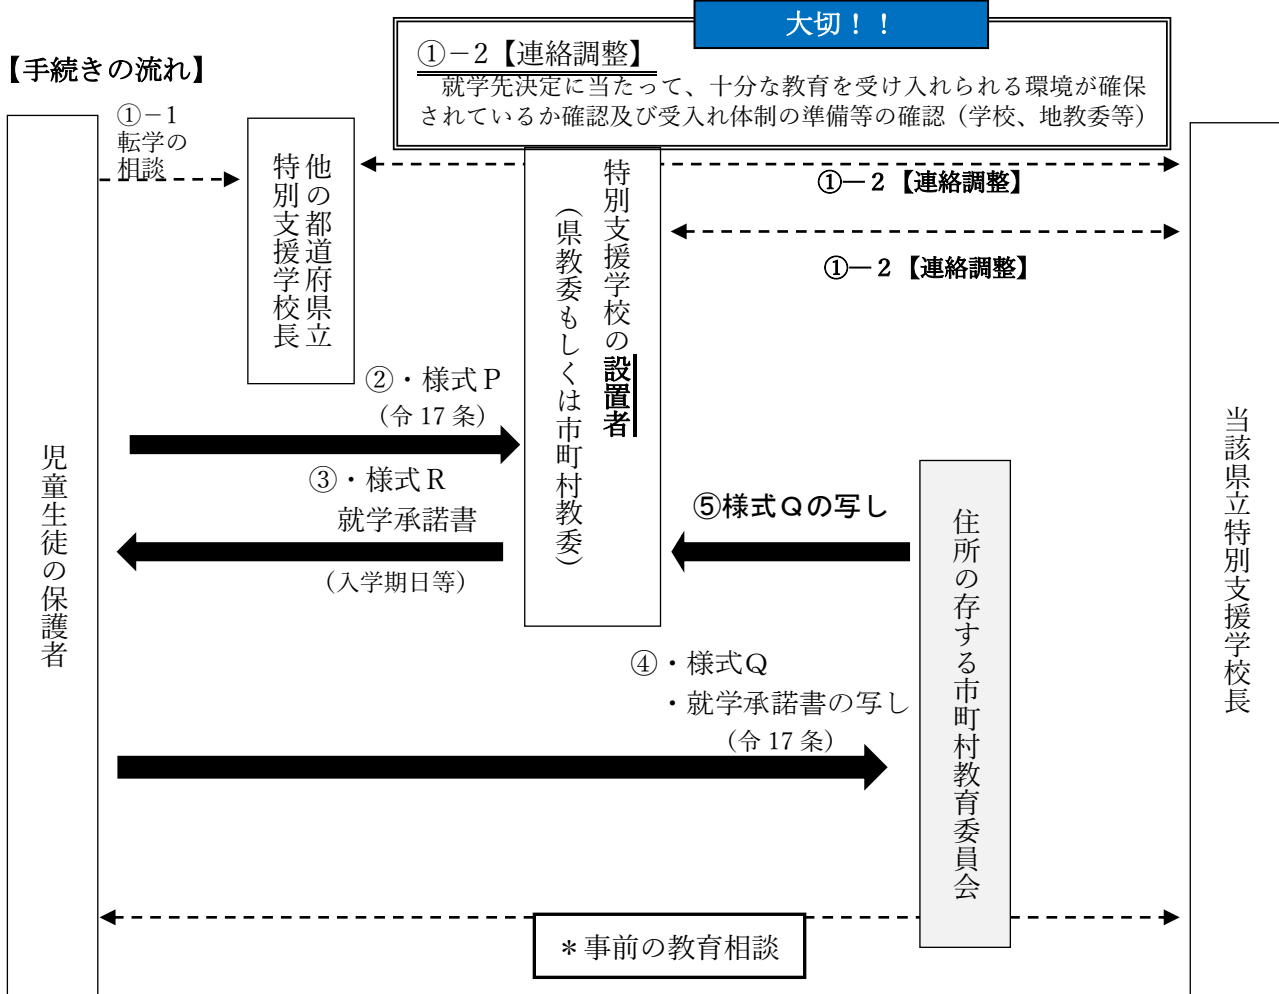 大切！！
【手続きの流れ】
①－2【連絡調整】
就学先決定に当たって、十分な教育を受け入れられる環境が確保
されているか確認及び受入れ体制の準備等の確認（学校、地教委等）
①－1
転学の
相談
他の都道府県立
特別支援学校長
特別支援学校の設置者
（県教委もしくは市町村教委）
①－2【連絡調整】
①－2【連絡調整】
②・様式P
（令 17 条）
③・様式R
就学承諾書
（入学期日等）
⑤様式Qの写し
児童生徒の保護者
住所の存する市町村教育委員会
当該県立特別支援学校長
④・様式Q
・就学承諾書の写し
（令 17 条）
＊事前の教育相談